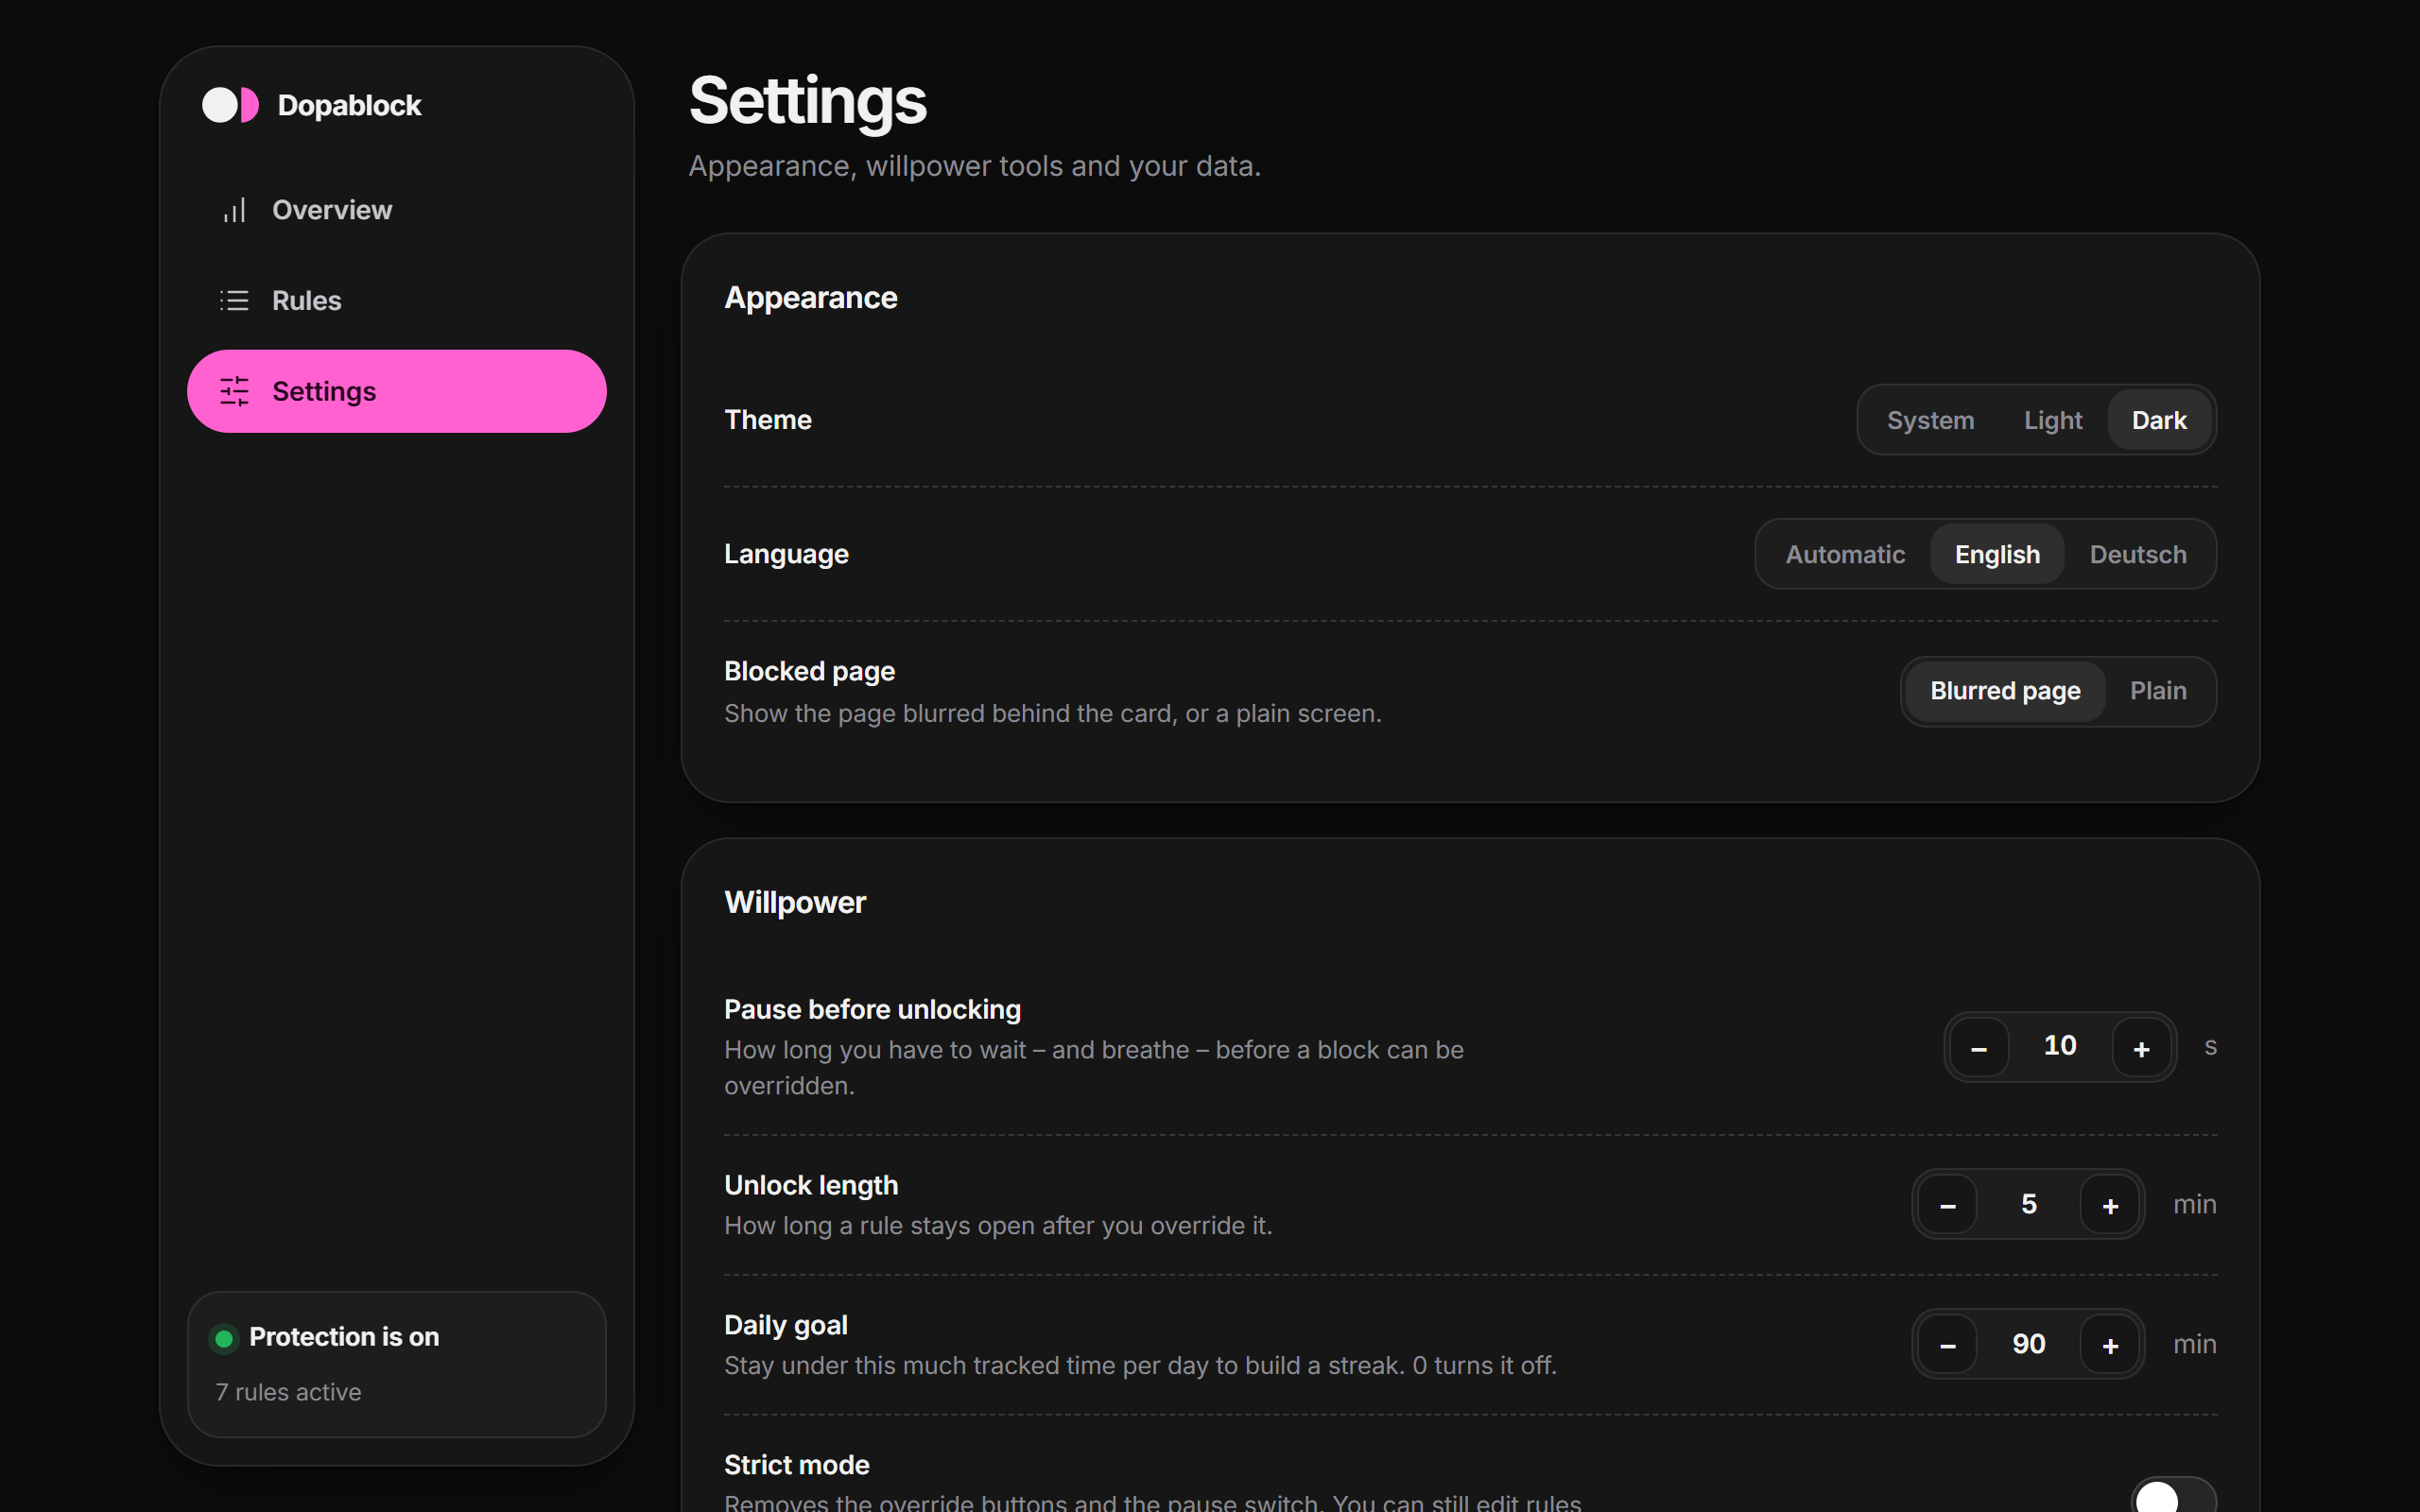 Dopablock
Overview
Rules
Settings
Protection is on
7 rules active
Settings
Appearance, willpower tools and your data.
Appearance
Theme
System Light Dark
Language
Automatic English Deutsch
Blocked page
Show the page blurred behind the card, or a plain screen.
Blurred page Plain
Willpower
Pause before unlocking
How long you have to wait – and breathe – before a block can be
overridden.
− 10 + s
Unlock length
How long a rule stays open after you override it.
− 5 + min
Daily goal
Stay under this much tracked time per day to build a streak. 0 turns it off.
− 90 + min
Strict mode
Removes the override buttons and the pause switch. You can still edit rules